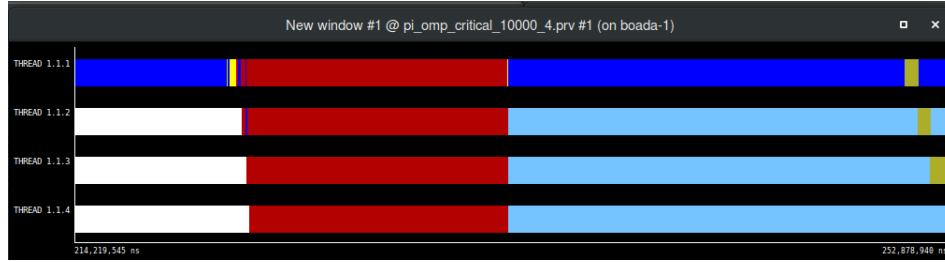 New window #1 @ pi_omp_critical_10000_4.prv #1 (on boada-1)
THREAD 1.1.1
THREAD 1.1.2
THREAD 1.1.3
THREAD 1.1.4
214,219,545 ns
252,878,940 ns